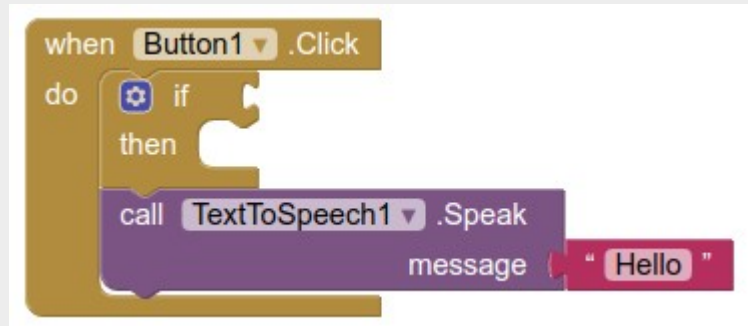 when Button1 .Click
do if
then
call TextToSpeech1 .Speak
message “ Hello ”